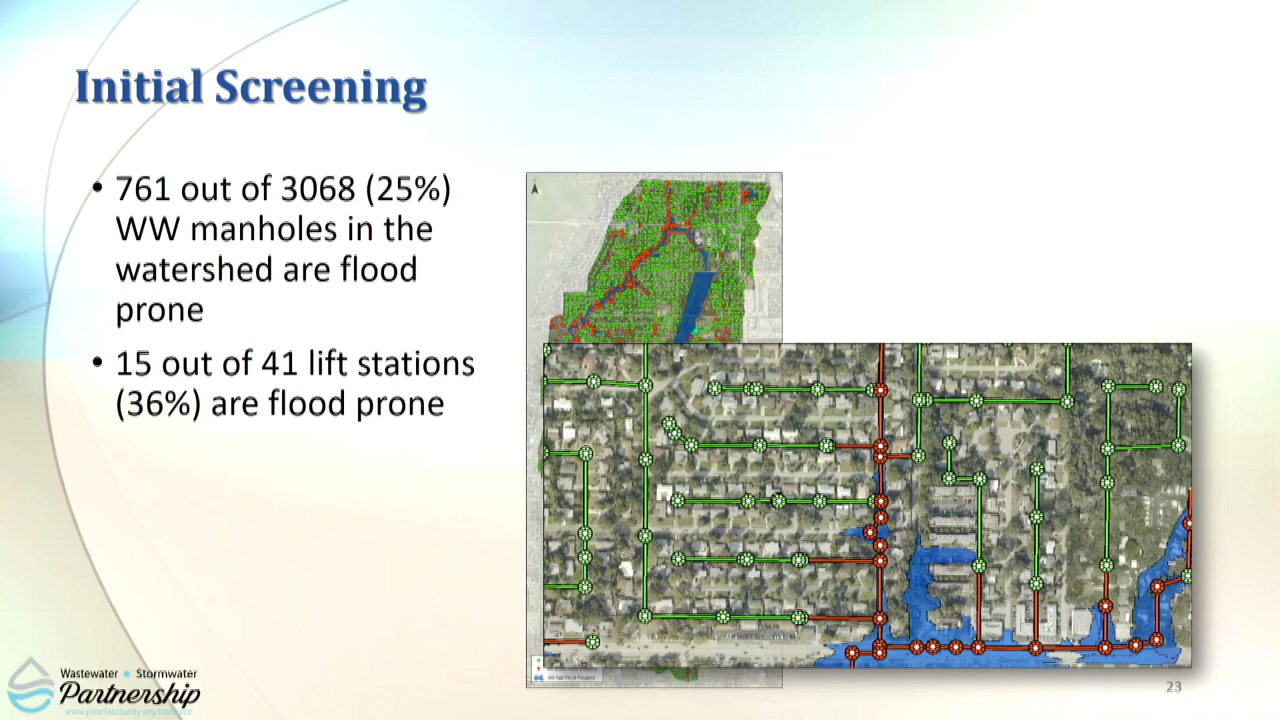 Initial Screening
• 761 out of 3068 (25%)
WW manholes in the
watershed are flood
prone
• 15 out of 41 lift stations
(36%) are flood prone
Wastewater • Stormwater
Partnership
23